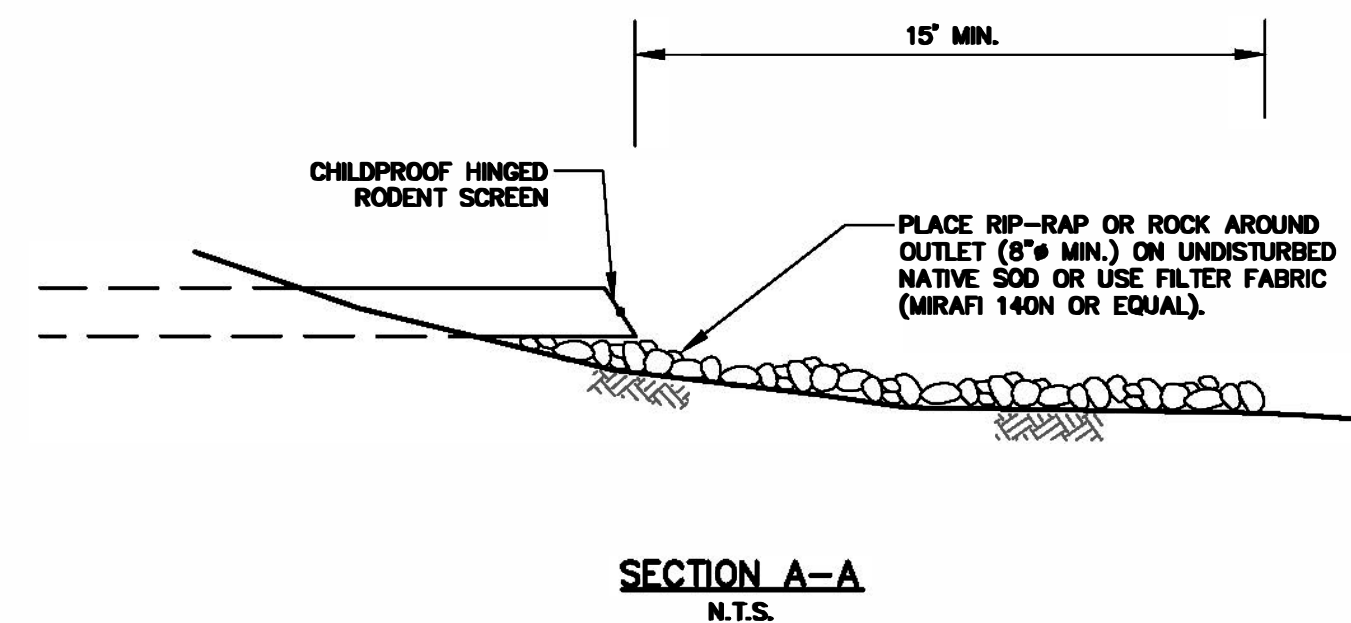 15' MIN.
CHILDPROOF HINGED
RODENT SCREEN
PLACE RIP-RAP OR ROCK AROUND
OUTLET (8"ø MIN.) ON UNDISTURBED
NATIVE SOD OR USE FILTER FABRIC
(MIRAFI 140N OR EQUAL).
SECTION A-A
N.T.S.